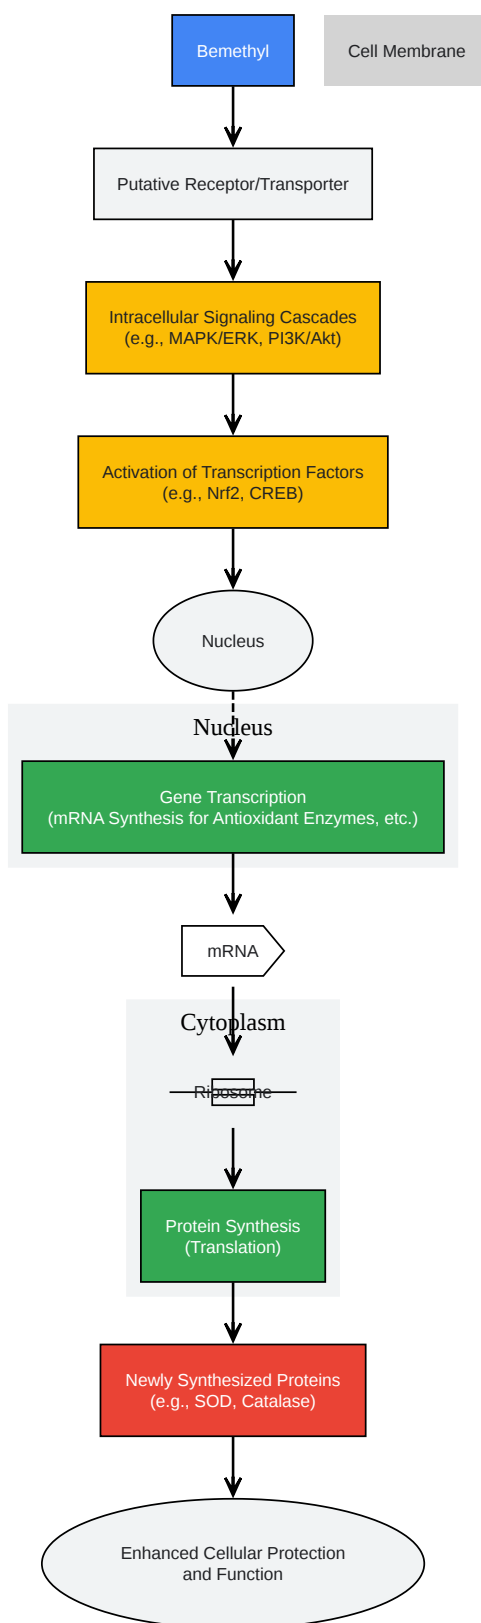 Bemethyl
Cell Membrane
Putative Receptor/Transporter
Intracellular Signaling Cascades
(e.g., MAPK/ERK, PI3K/Akt)
Activation of Transcription Factors
(e.g., Nrf2, CREB)
Nucleus
Nucleus
Gene Transcription
(mRNA Synthesis for Antioxidant Enzymes, etc.)
mRNA
Cytoplasm
Ribosome
Protein Synthesis
(Translation)
Newly Synthesized Proteins
(e.g., SOD, Catalase)
Enhanced Cellular Protection
and Function